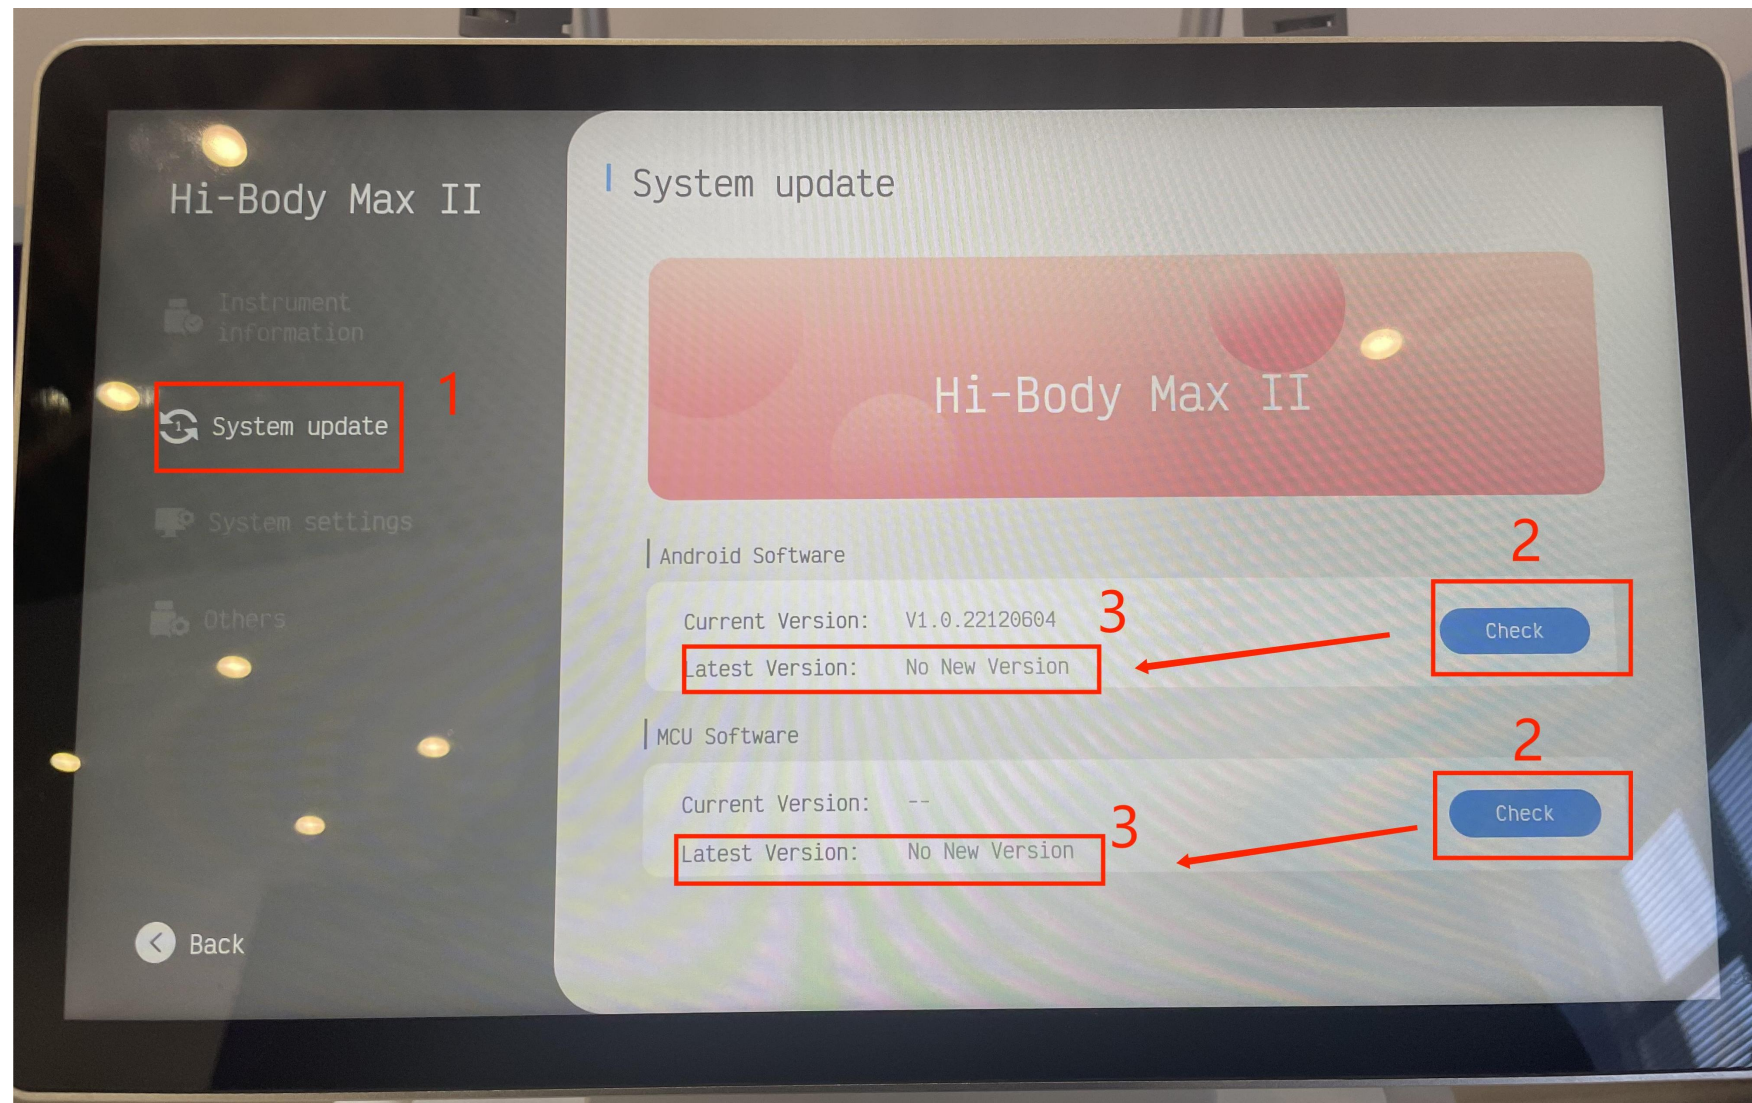 Hi-Body Max II
Instrument
information
1
1
System update
System settings
Others
Back
System update
Hi-Body Max II
Android Software
2
Current Version: V1.0.22120604
3
Check
Latest Version: No New Version
MCU Software
2
Current Version: --
3
Check
Latest Version: No New Version